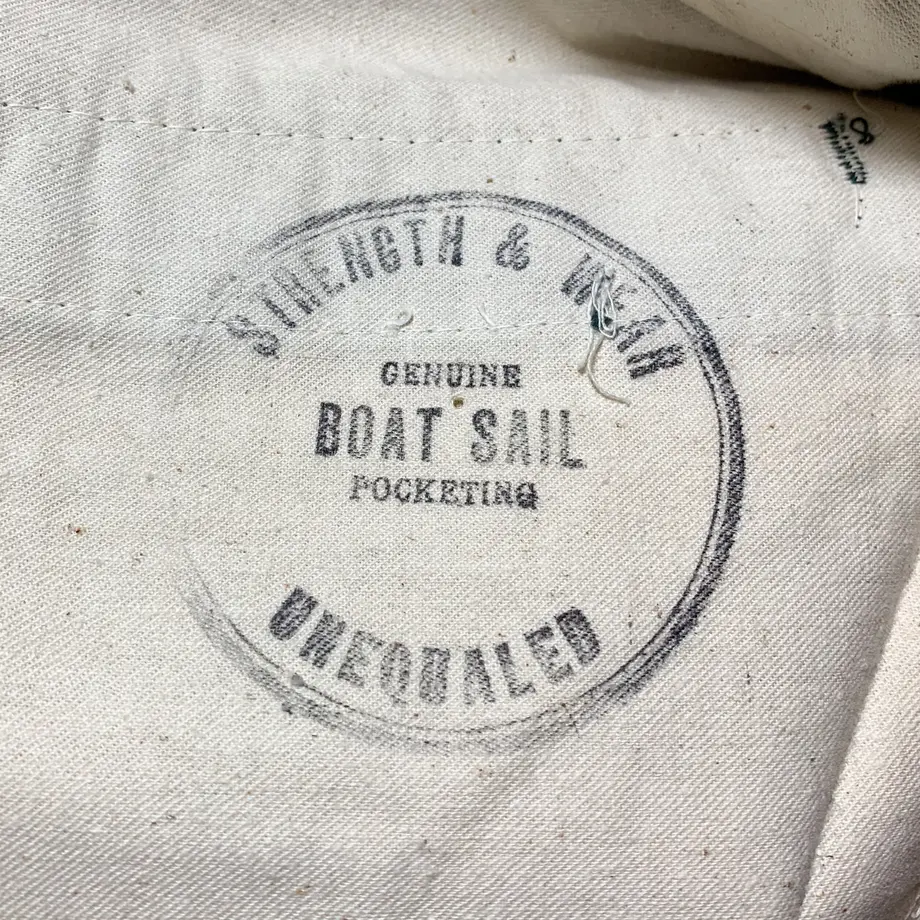 STRENGTH & WEAR
GENUINE
BOAT SAIL
POCKETING
UNEQUALED